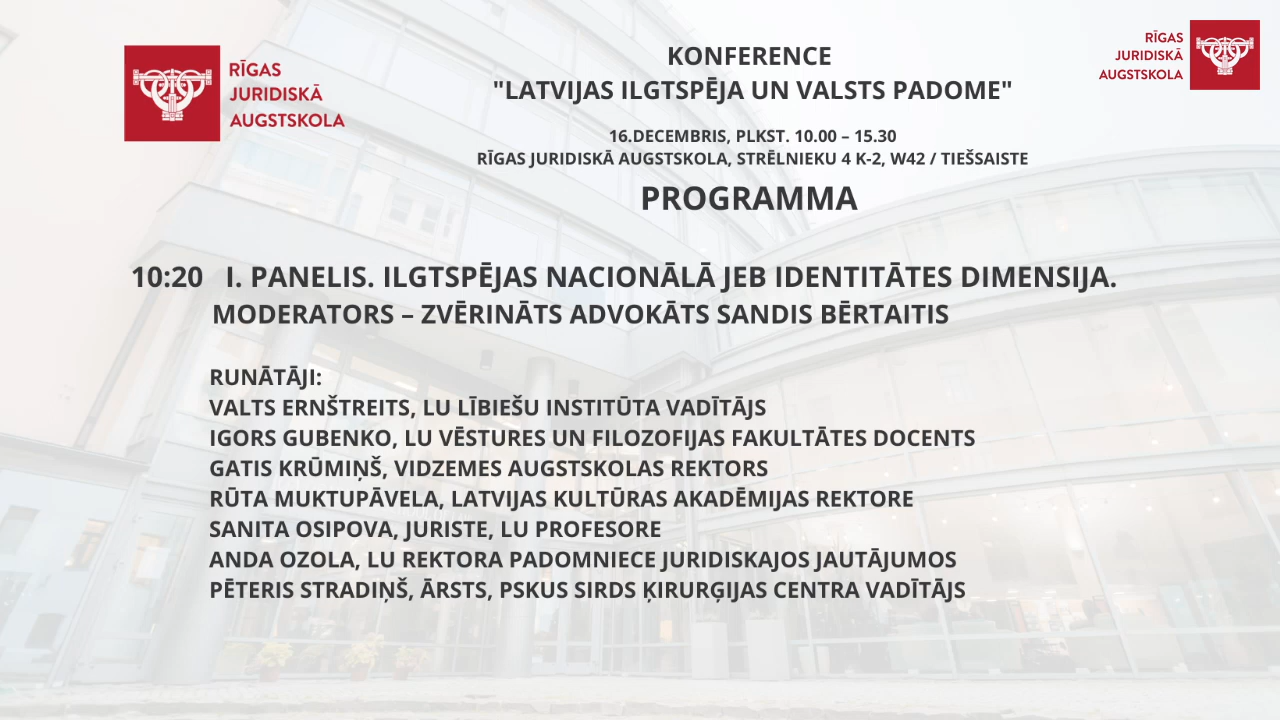 RĪGAS
JURIDISKĀ
AUGSTSKOLA
KONFERENCE
"LATVIJAS ILGTSPĒJA UN VALSTS PADOME"
16.DECEMBRIS, PLKST. 10.00 – 15.30
RĪGAS JURIDISKĀ AUGSTSKOLA, STRĒLNIEKU 4 K-2, W42 / TIEŠSAISTE
PROGRAMMA
RĪGAS
JURIDISKĀ
AUGSTSKOLA
10:20 I. PANELIS. ILGTSPĒJAS NACIONĀLĀ JEB IDENTITĀTES DIMENSIJA.
MODERATORS – ZVĒRINĀTS ADVOKĀTS SANDIS BĒRTAITIS
RUNĀTĀJI:
VALTS ERNŠTREITS, LU LĪBIEŠU INSTITŪTA VADĪTĀJS
IGORS GUBENKO, LU VĒSTURES UN FILOZOFIJAS FAKULTĀTES DOCENTS
GATIS KRŪMIŅŠ, VIDZEMES AUGSTSKOLAS REKTORS
RŪTA MUKTUPĀVELA, LATVIJAS KULTŪRAS AKADĒMIJAS REKTORE
SANITA OSIPOVA, JURISTE, LU PROFESORE
ANDA OZOLA, LU REKTORA PADOMNIECE JURIDISKAJOS JAUTĀJUMOS
PĒTERIS STRADIŅŠ, ĀRSTS, PSKUS SIRDS ĶIRURĢIJAS CENTRA VADĪTĀJS